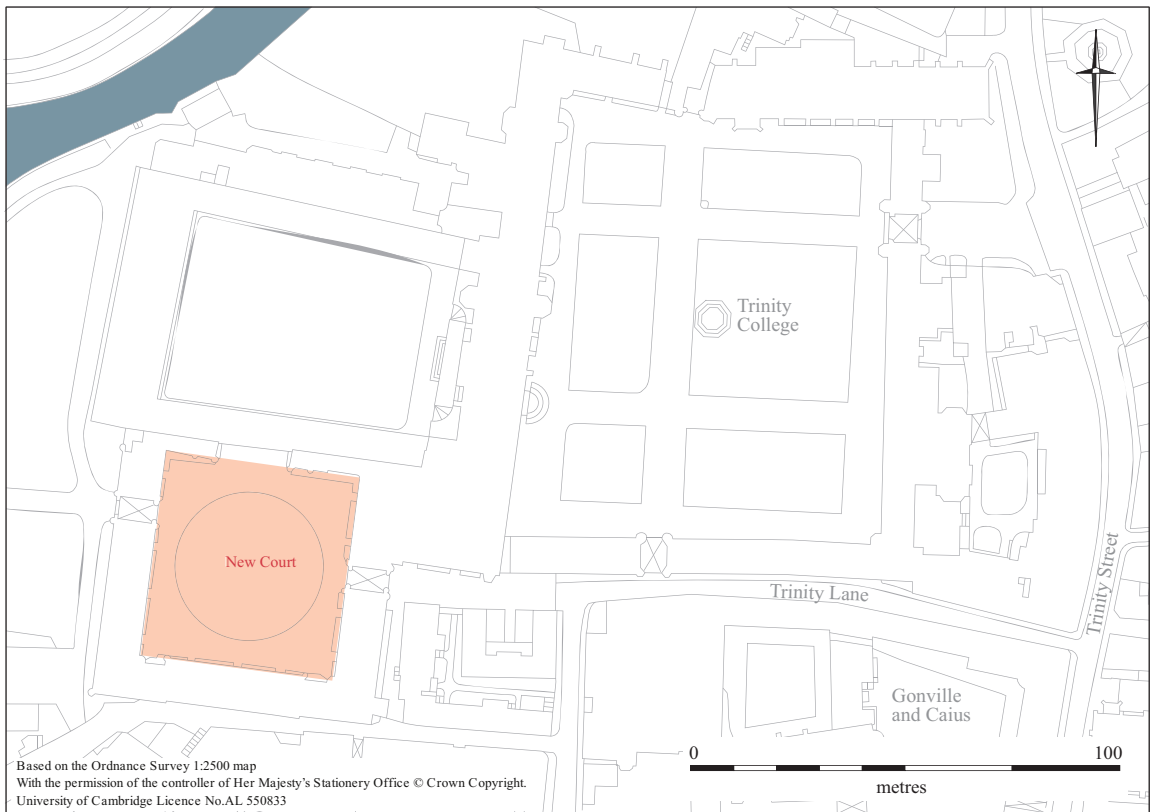 Trinity
College
New Court
Trinity Lane
Trinity Street
Gonville
and Caius
0 100
metres
Based on the Ordnance Survey 1:2500 map
With the permission of the controller of Her Majesty's Stationery Office © Crown Copyright.
University of Cambridge Licence No.AL 550833